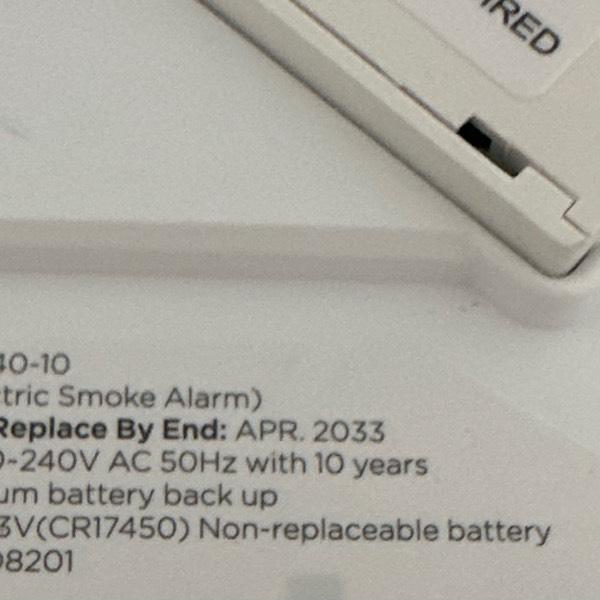 IRED
40-10
tric Smoke Alarm)
Replace By End: APR. 2033
0-240V AC 50Hz with 10 years
um battery back up
3V(CR17450) Non-replaceable battery
98201